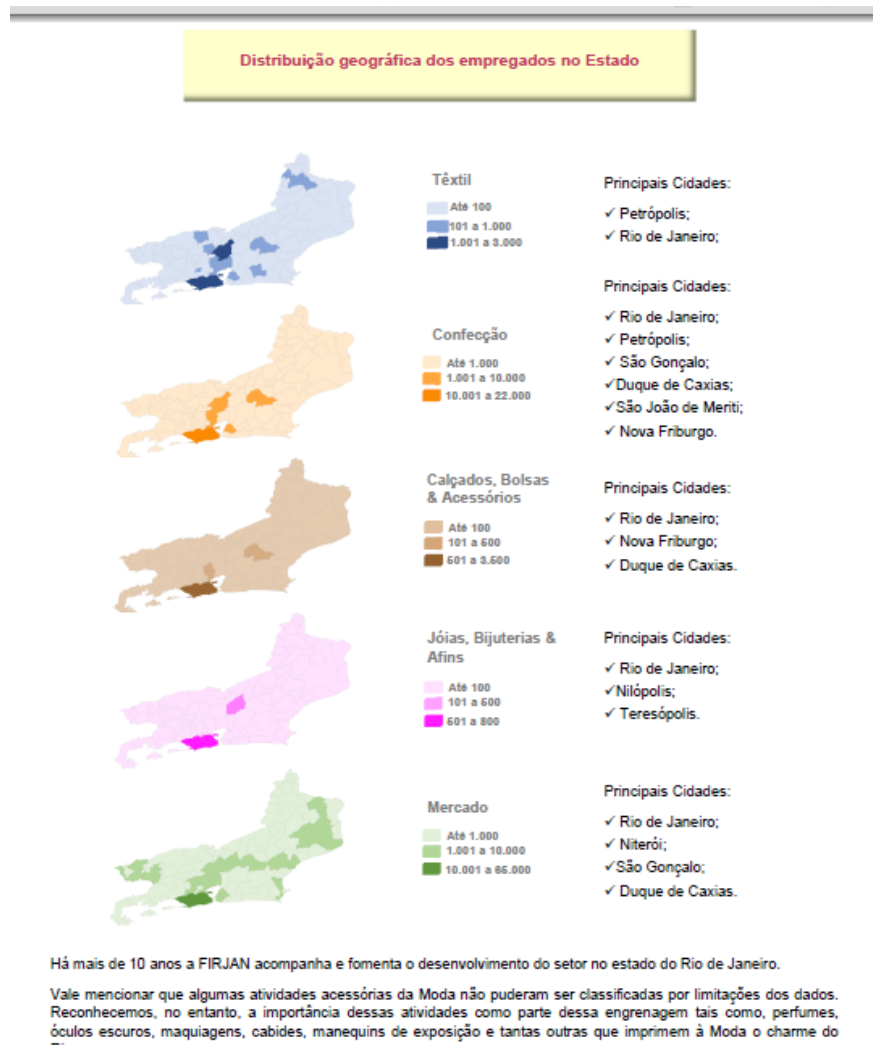 Distribuição geográfica dos empregados no Estado
Têxtil
Até 100
101 a 1.000
1.001 a 3.000
Principais Cidades:
✓ Petrópolis;
✓ Rio de Janeiro;
Confecção
Até 1.000
1.001 a 10.000
10.001 a 22.000
Principais Cidades:
✓ Rio de Janeiro;
✓ Petrópolis;
✓ São Gonçalo;
✓Duque de Caxias;
✓São João de Meriti;
✓ Nova Friburgo.
Calçados, Bolsas
& Acessórios
Até 100
101 a 500
501 a 3.500
Principais Cidades:
✓ Rio de Janeiro;
✓ Nova Friburgo;
✓ Duque de Caxias.
Jóias, Bijuterias &
Afins
Até 100
101 a 500
501 a 800
Principais Cidades:
✓ Rio de Janeiro;
✓Nilópolis;
✓ Teresópolis.
Mercado
Até 1.000
1.001 a 10.000
10.001 a 65.000
Principais Cidades:
✓ Rio de Janeiro;
✓ Niterói;
✓São Gonçalo;
✓ Duque de Caxias.
Há mais de 10 anos a FIRJAN acompanha e fomenta o desenvolvimento do setor no estado do Rio de Janeiro.
Vale mencionar que algumas atividades acessórias da Moda não puderam ser classificadas por limitações dos dados.
Reconhecemos, no entanto, a importância dessas atividades como parte dessa engrenagem tais como, perfumes,
óculos escuros, maquiagens, cabides, manequins de exposição e tantas outras que imprimem à Moda o charme do